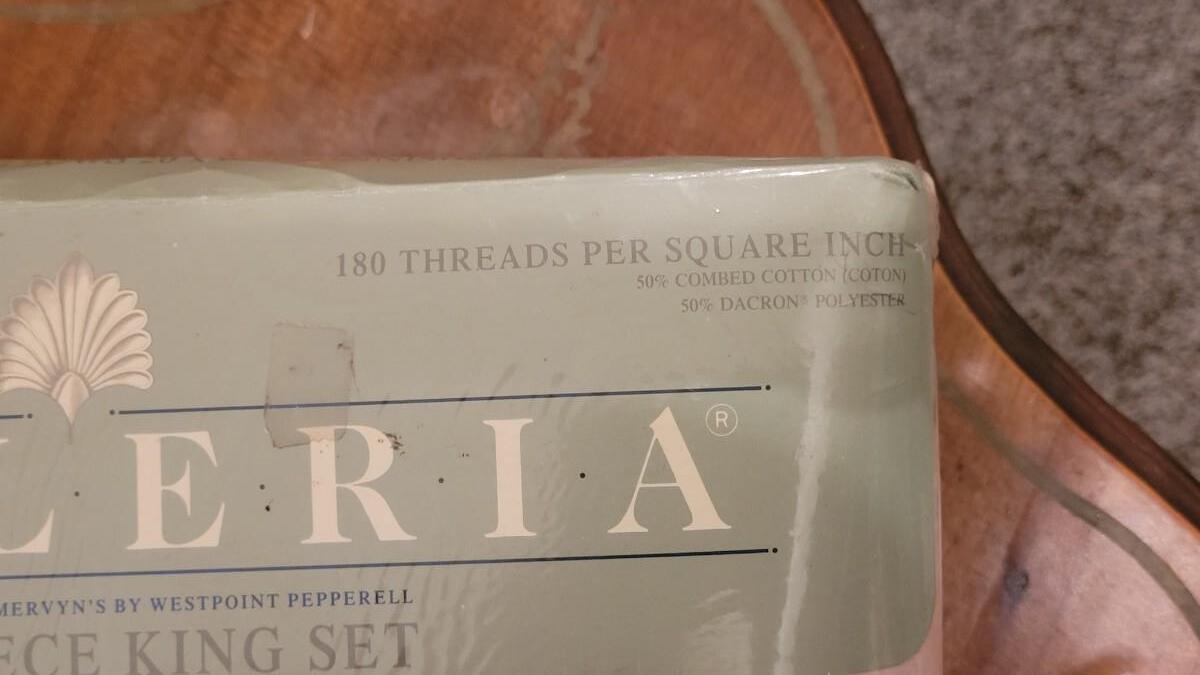 180 THREADS PER SQUARE INCH
50% COMBED COTTON (COTON)
50% DACRON® POLYESTER
L·E·R·I·A®
MERVYN'S BY WESTPOINT PEPPERELL
ECE KING SET